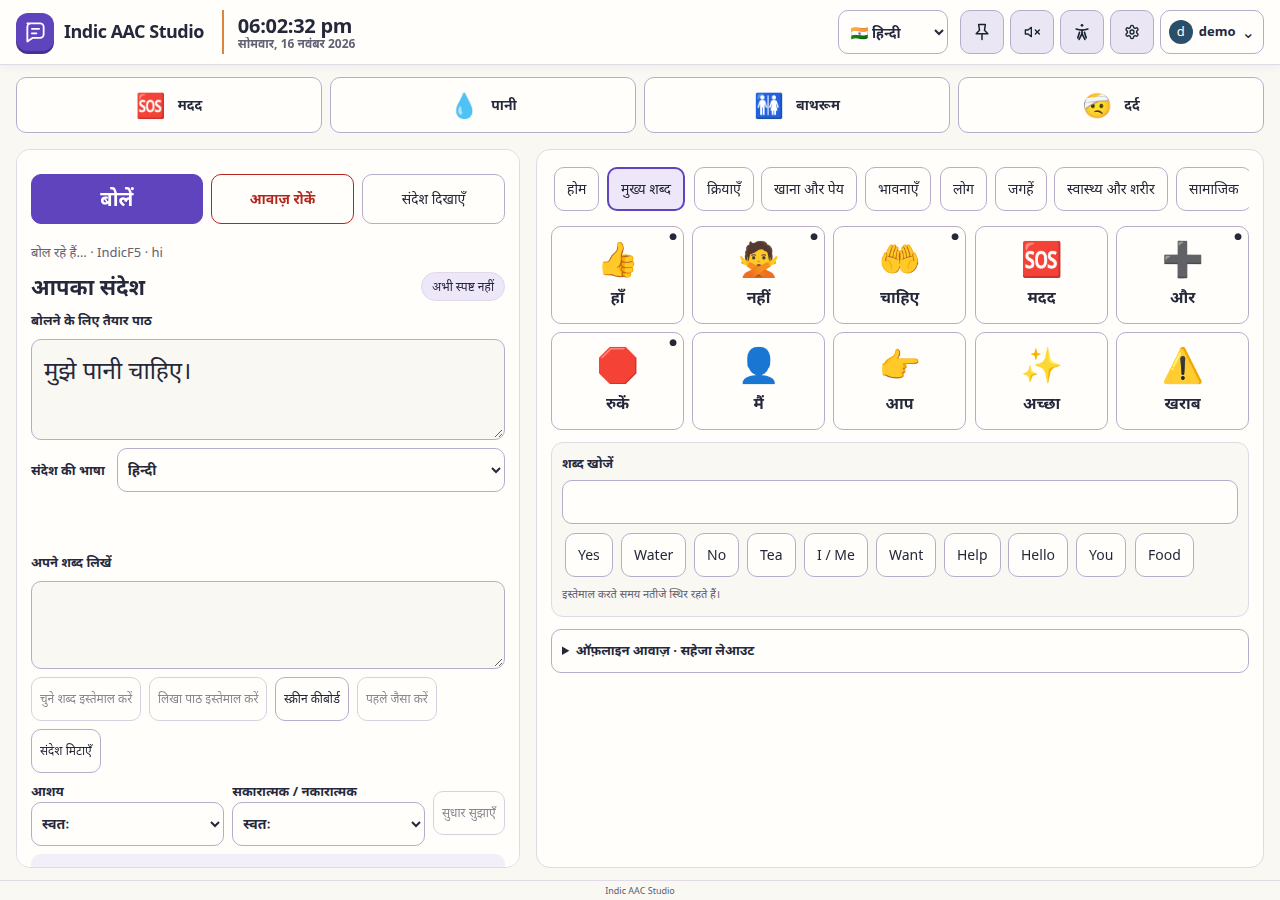 Indic AAC Studio
06:02:32 pm
सोमवार, 16 नवंबर 2026
🇮🇳 हिन्दी
d demo
SOS मदद
पानी
बाथरूम
दर्द
बोलें
आवाज़ रोकें
संदेश दिखाएँ
बोल रहे हैं... · IndicF5 · hi
आपका संदेश
अभी स्पष्ट नहीं
बोलने के लिए तैयार पाठ
मुझे पानी चाहिए।
संदेश की भाषा
हिन्दी
अपने शब्द लिखें
चुने शब्द इस्तेमाल करें
लिखा पाठ इस्तेमाल करें
स्क्रीन कीबोर्ड
पहले जैसा करें
संदेश मिटाएँ
आशय
सकारात्मक / नकारात्मक
स्वतः
स्वतः
सुधार सुझाएँ
होम
मुख्य शब्द
क्रियाएँ
खाना और पेय
भावनाएँ
लोग
जगहें
स्वास्थ्य और शरीर
सामाजिक
हाँ
नहीं
चाहिए
SOS
मदद
और
रुकें
मैं
आप
अच्छा
खराब
शब्द खोजें
Yes
Water
No
Tea
I / Me
Want
Help
Hello
You
Food
इस्तेमाल करते समय नतीजे स्थिर रहते हैं।
ऑफ़लाइन आवाज़ · सहेजा लेआउट
Indic AAC Studio